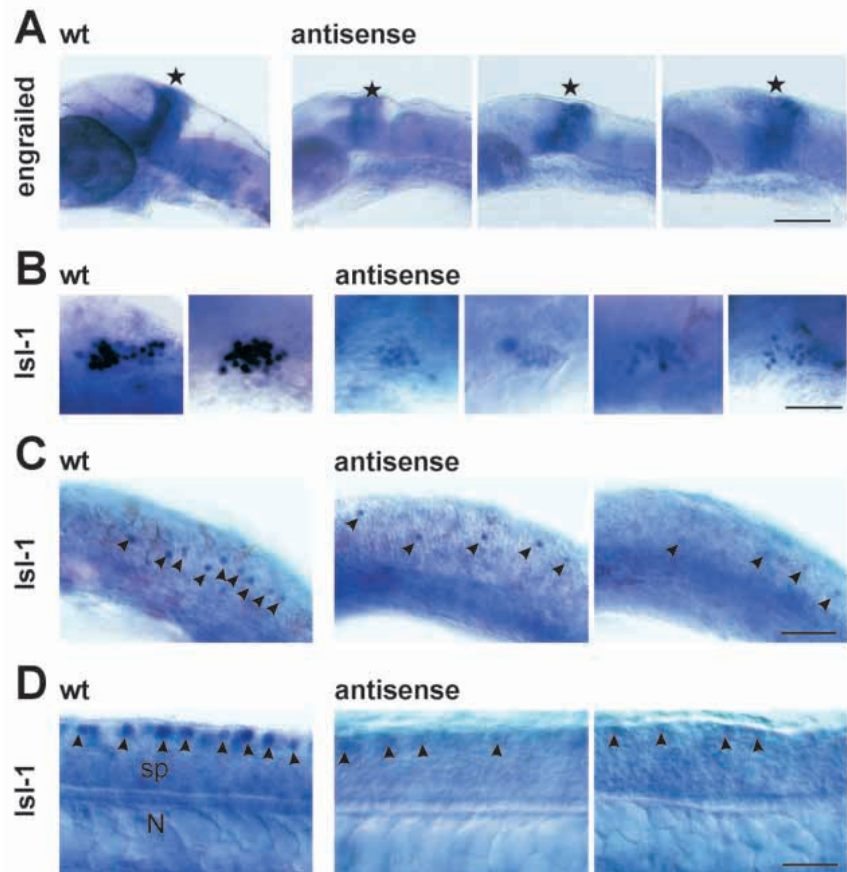 A wt antisense
engrailed
B wt antisense
Isl-1
C wt antisense
Isl-1
D wt antisense
Isl-1
sp
N